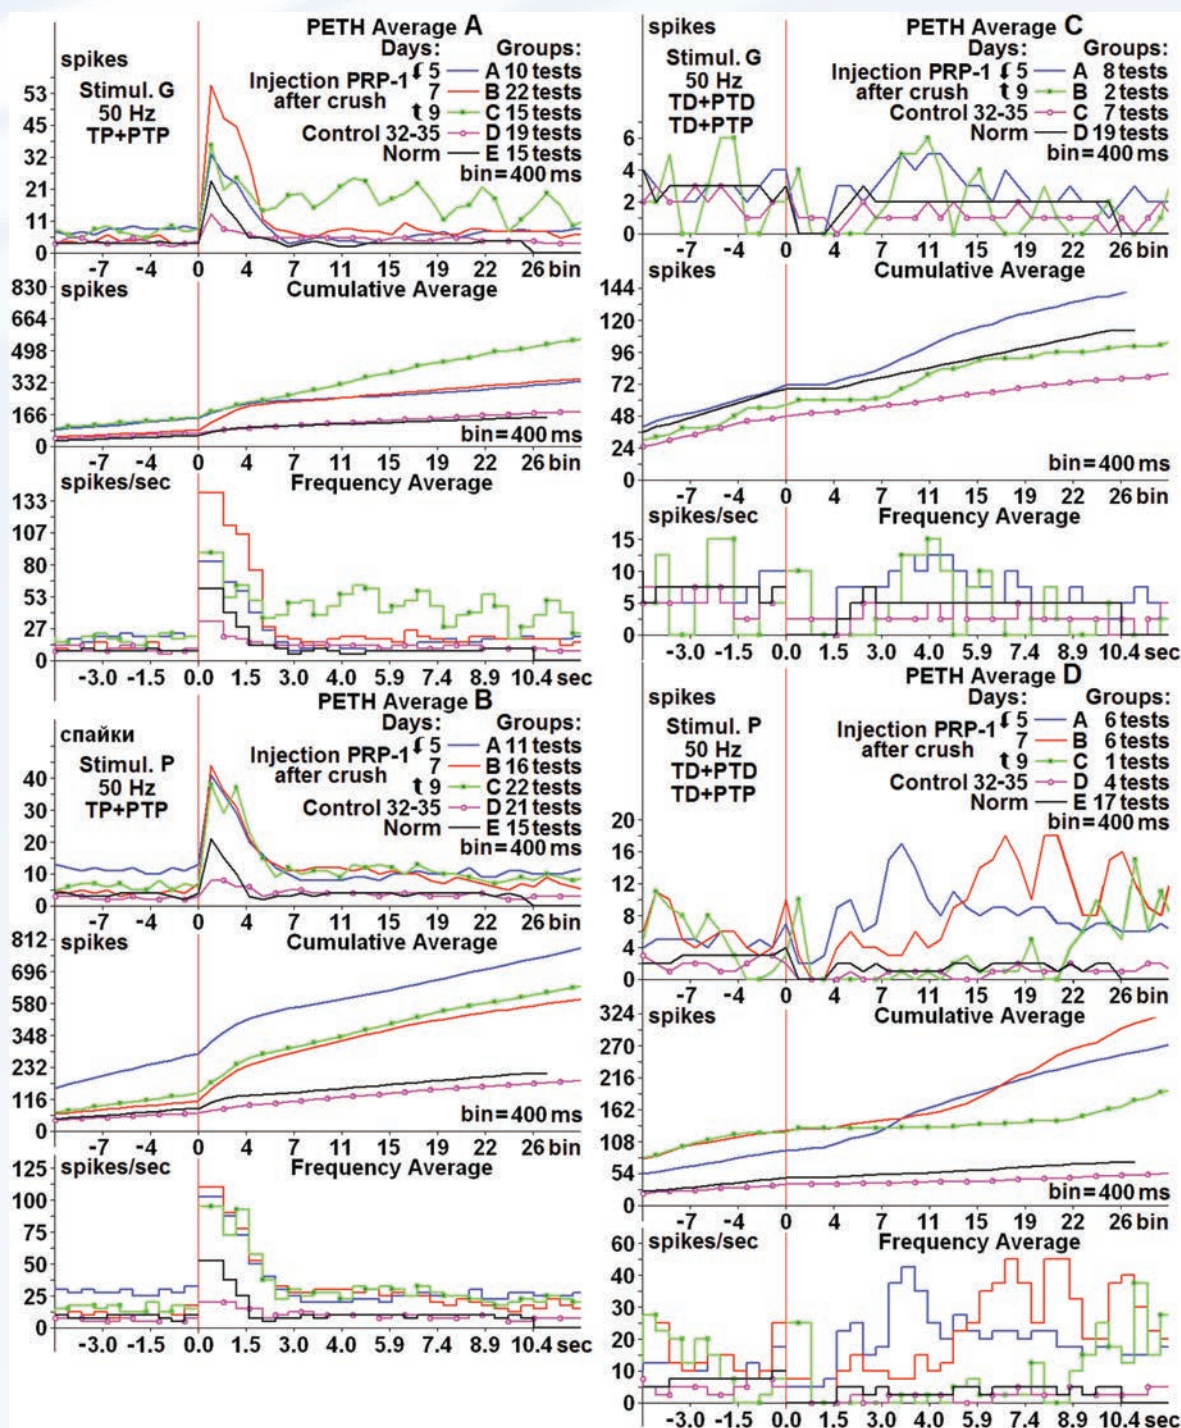 PETH Average A
spikes
Stimul. G
50 Hz
TP+PTP
Days: Groups:
Injection PRP-1 after crush
5 A 10 tests
7 B 22 tests
9 C 15 tests
Control 32-35 D 19 tests
Norm E 15 tests
bin=400 ms
53
45
32
21
11
0
-7 -4 0 4 7 11 15 19 22 26 bin
830 spikes Cumulative Average
664
498
332
166
0
bin=400 ms
-7 -4 0 4 7 11 15 19 22 26 bin
spikes/sec Frequency Average
133
107
80
53
27
0
-3.0 -1.5 0.0 1.5 3.0 4.0 5.9 7.4 8.9 10.4 sec
PETH Average B
спайки
Stimul. P
50 Hz
TP+PTP
Days: Groups:
Injection PRP-1 after crush
5 A 11 tests
7 B 16 tests
9 C 22 tests
Control 32-35 D 21 tests
Norm E 15 tests
bin=400 ms
40
30
20
10
0
-7 -4 0 4 7 11 15 19 22 26 bin
812 spikes Cumulative Average
696
580
348
232
116
0
bin=400 ms
-7 -4 0 4 7 11 15 19 22 26 bin
spikes/sec Frequency Average
125
100
75
50
25
0
-3.0 -1.5 0.0 1.5 3.0 4.0 5.9 7.4 8.9 10.4 sec
PETH Average C
spikes
Stimul. G
50 Hz
TD+PTD
TD+PTP
Days: Groups:
Injection PRP-1 after crush
5 A 8 tests
9 B 2 tests
Control 32-35 C 7 tests
Norm D 19 tests
bin=400 ms
6
4
2
0
-7 -4 0 4 7 11 15 19 22 26 bin
144 spikes Cumulative Average
120
96
72
48
24
0
bin=400 ms
-7 -4 0 4 7 11 15 19 22 26 bin
spikes/sec Frequency Average
15
10
5
0
-3.0 -1.5 0.0 1.5 3.0 4.0 5.9 7.4 8.9 10.4 sec
PETH Average D
spikes
Stimul. P
50 Hz
TD+PTD
TD+PTP
Days: Groups:
Injection PRP-1 after crush
5 A 6 tests
7 B 6 tests
9 C 1 tests
Control 32-35 D 4 tests
Norm E 17 tests
bin=400 ms
20
16
12
8
4
0
-7 -4 0 4 7 11 15 19 22 26 bin
324 spikes Cumulative Average
270
216
162
108
54
0
bin=400 ms
-7 -4 0 4 7 11 15 19 22 26 bin
spikes/sec Frequency Average
60
40
30
20
10
0
-3.0 -1.5 0.0 1.5 3.0 4.0 5.9 7.4 8.9 10.4 sec